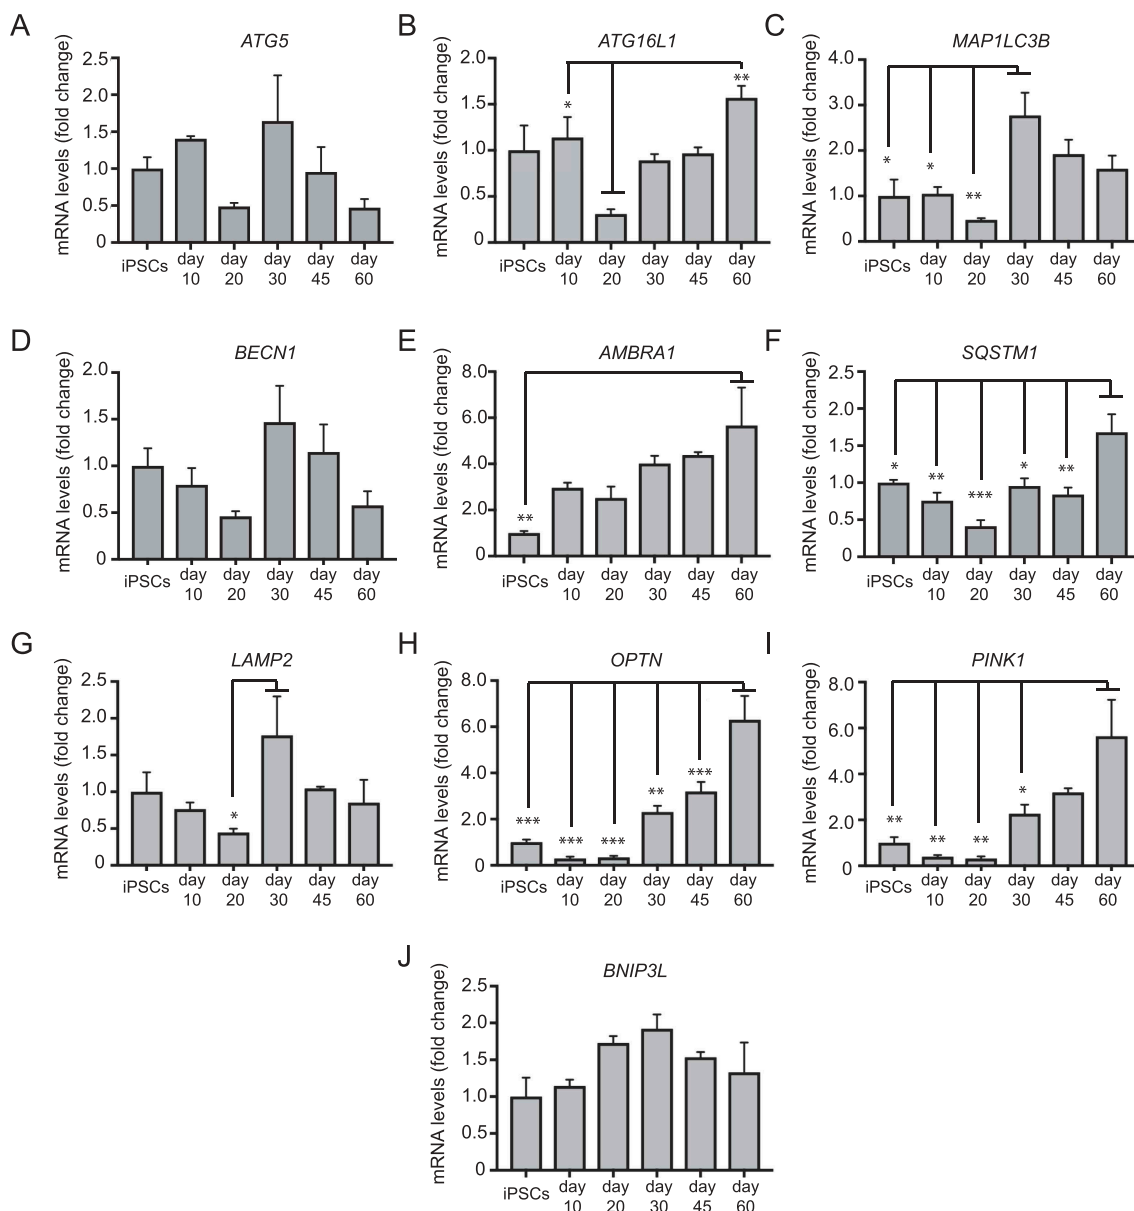 A
ATG5
mRNA levels (fold change)
2.5
2.0
1.5
1.0
0.5
0
iPSCs day 10 day 20 day 30 day 45 day 60
B
ATG16L1
mRNA levels (fold change)
2.0
1.5
1.0
0.5
0
* **
iPSCs day 10 day 20 day 30 day 45 day 60
C
MAP1LC3B
mRNA levels (fold change)
4.0
3.0
2.0
1.0
0
* * **
iPSCs day 10 day 20 day 30 day 45 day 60
D
BECN1
mRNA levels (fold change)
2.0
1.5
1.0
0.5
0
iPSCs day 10 day 20 day 30 day 45 day 60
E
AMBRA1
mRNA levels (fold change)
8.0
6.0
4.0
2.0
0
**
iPSCs day 10 day 20 day 30 day 45 day 60
F
SQSTM1
mRNA levels (fold change)
2.5
2.0
1.5
1.0
0.5
0
* ** *** * **
iPSCs day 10 day 20 day 30 day 45 day 60
G
LAMP2
mRNA levels (fold change)
2.5
2.0
1.5
1.0
0.5
0
*
iPSCs day 10 day 20 day 30 day 45 day 60
H
OPTN
mRNA levels (fold change)
8.0
6.0
4.0
2.0
0
*** *** *** ** ***
iPSCs day 10 day 20 day 30 day 45 day 60
I
PINK1
mRNA levels (fold change)
8.0
6.0
4.0
2.0
0
** ** ** *
iPSCs day 10 day 20 day 30 day 45 day 60
J
BNIP3L
mRNA levels (fold change)
2.5
2.0
1.5
1.0
0.5
0
iPSCs day 10 day 20 day 30 day 45 day 60